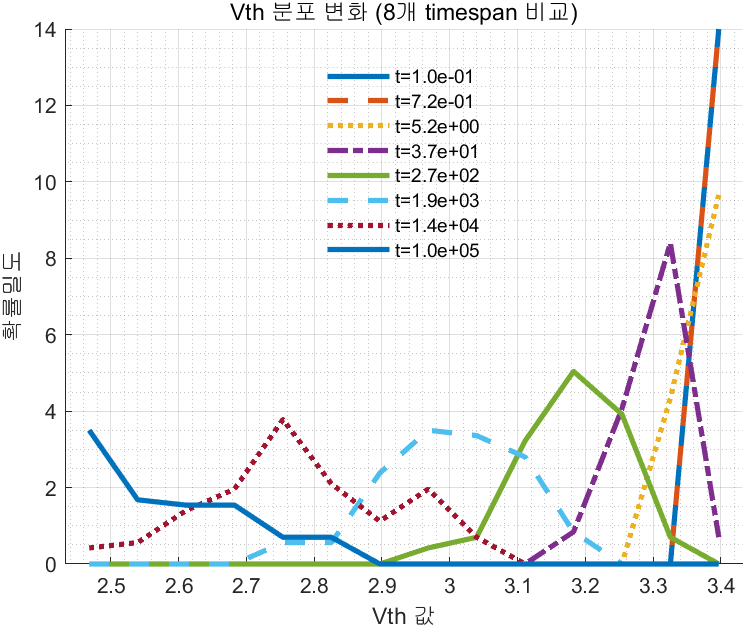 Vth 분포 변화 (8개 timespan 비교)
14
12
10
8
6
4
2
0
확률밀도
t=1.0e-01
t=7.2e-01
t=5.2e+00
t=3.7e+01
t=2.7e+02
t=1.9e+03
t=1.4e+04
t=1.0e+05
2.5 2.6 2.7 2.8 2.9 3 3.1 3.2 3.3 3.4
Vth 값